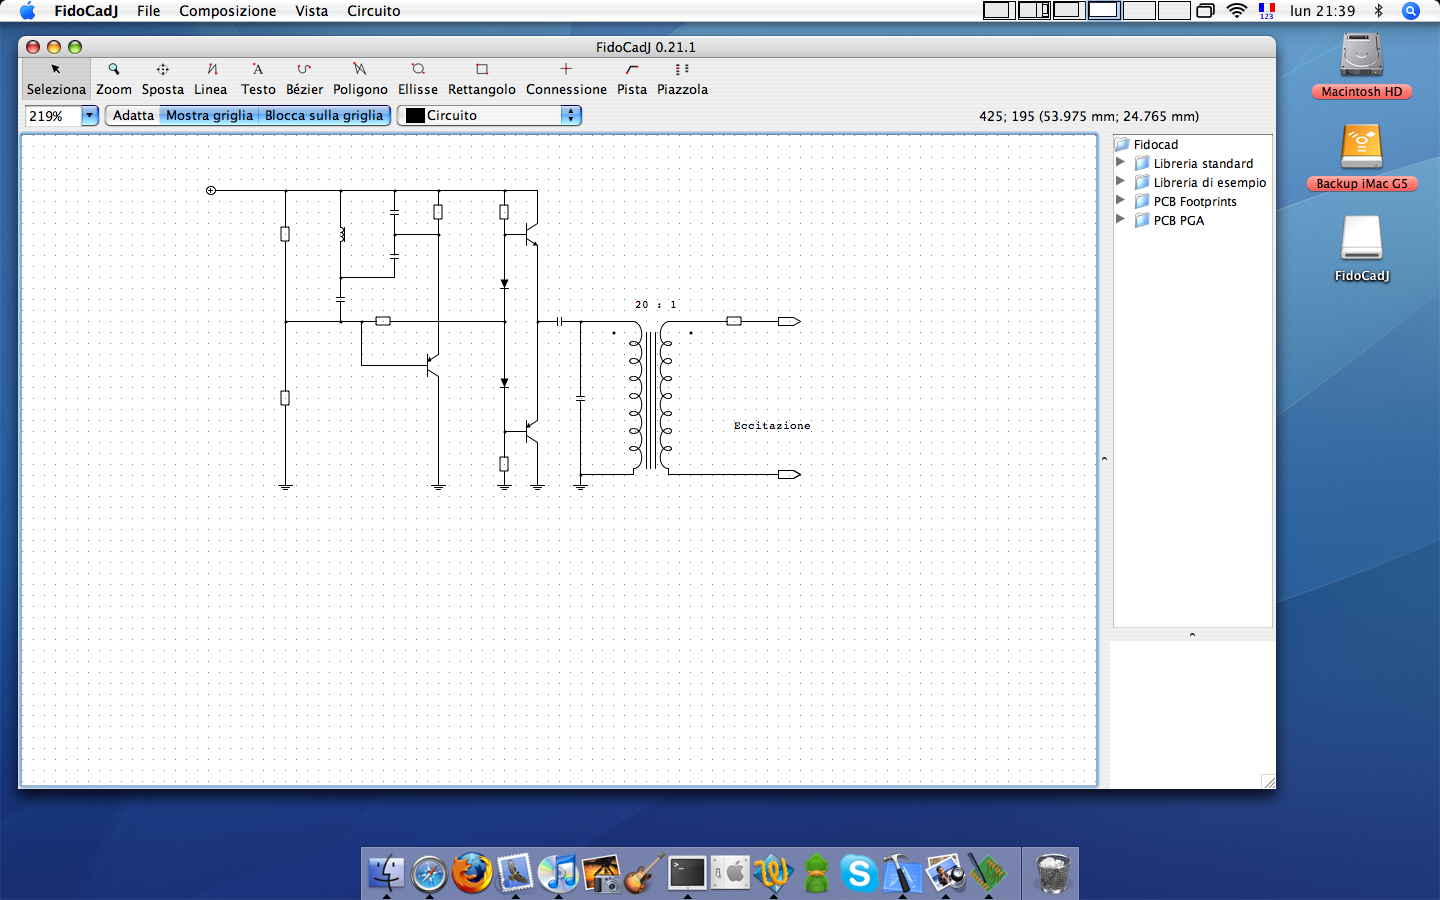 FidoCadJ File Composizione Vista Circuito
123
lun 21:39
FidoCadJ 0.21.1
Seleziona Zoom Sposta Linea Testo Bézier Poligono Ellisse Rettangolo Connessione Pista Piazzola
219% Adatta Mostra griglia Blocca sulla griglia Circuito 425; 195 (53.975 mm; 24.765 mm)
Fidocad
Libreria standard
Libreria di esempio
PCB Footprints
PCB PGA
20 : 1
Eccitazione
Macintosh HD
Backup iMac G5
FidoCadJ